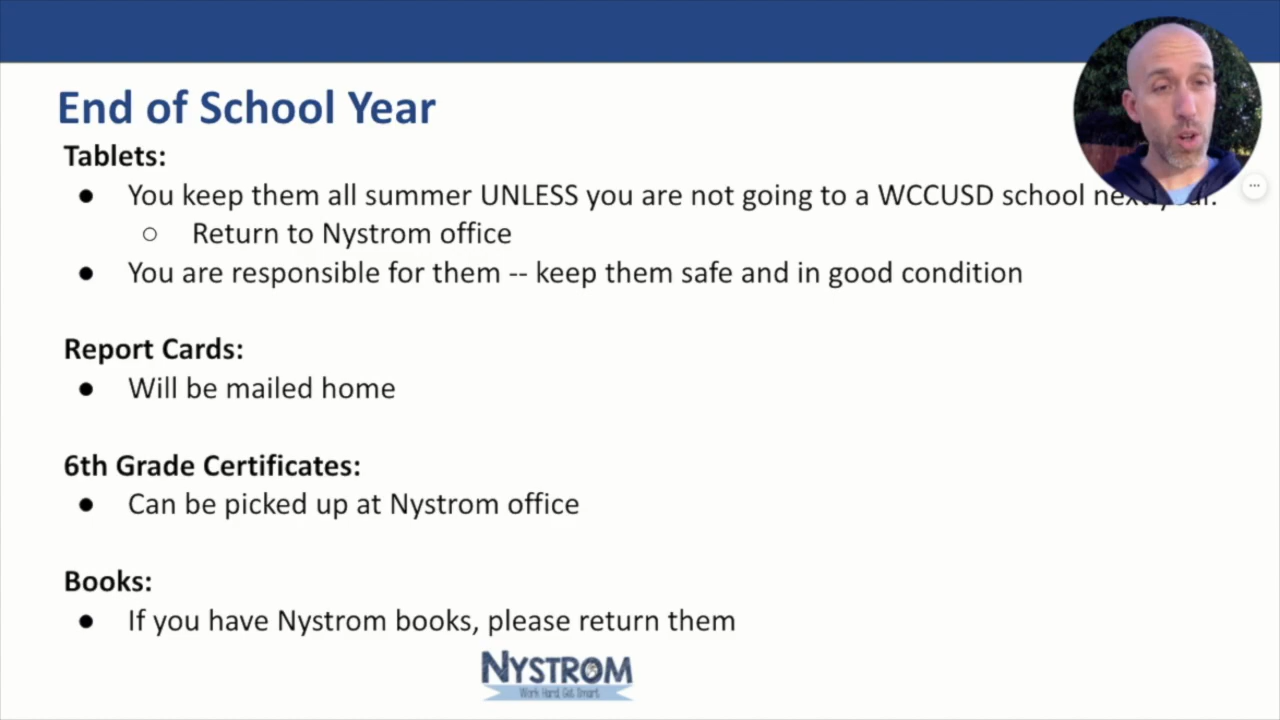 End of School Year
Tablets:
● You keep them all summer UNLESS you are not going to a WCCUSD school next year.
○ Return to Nystrom office
● You are responsible for them -- keep them safe and in good condition
Report Cards:
● Will be mailed home
6th Grade Certificates:
● Can be picked up at Nystrom office
Books:
● If you have Nystrom books, please return them
NYSTROM
Work Hard, Get Smart